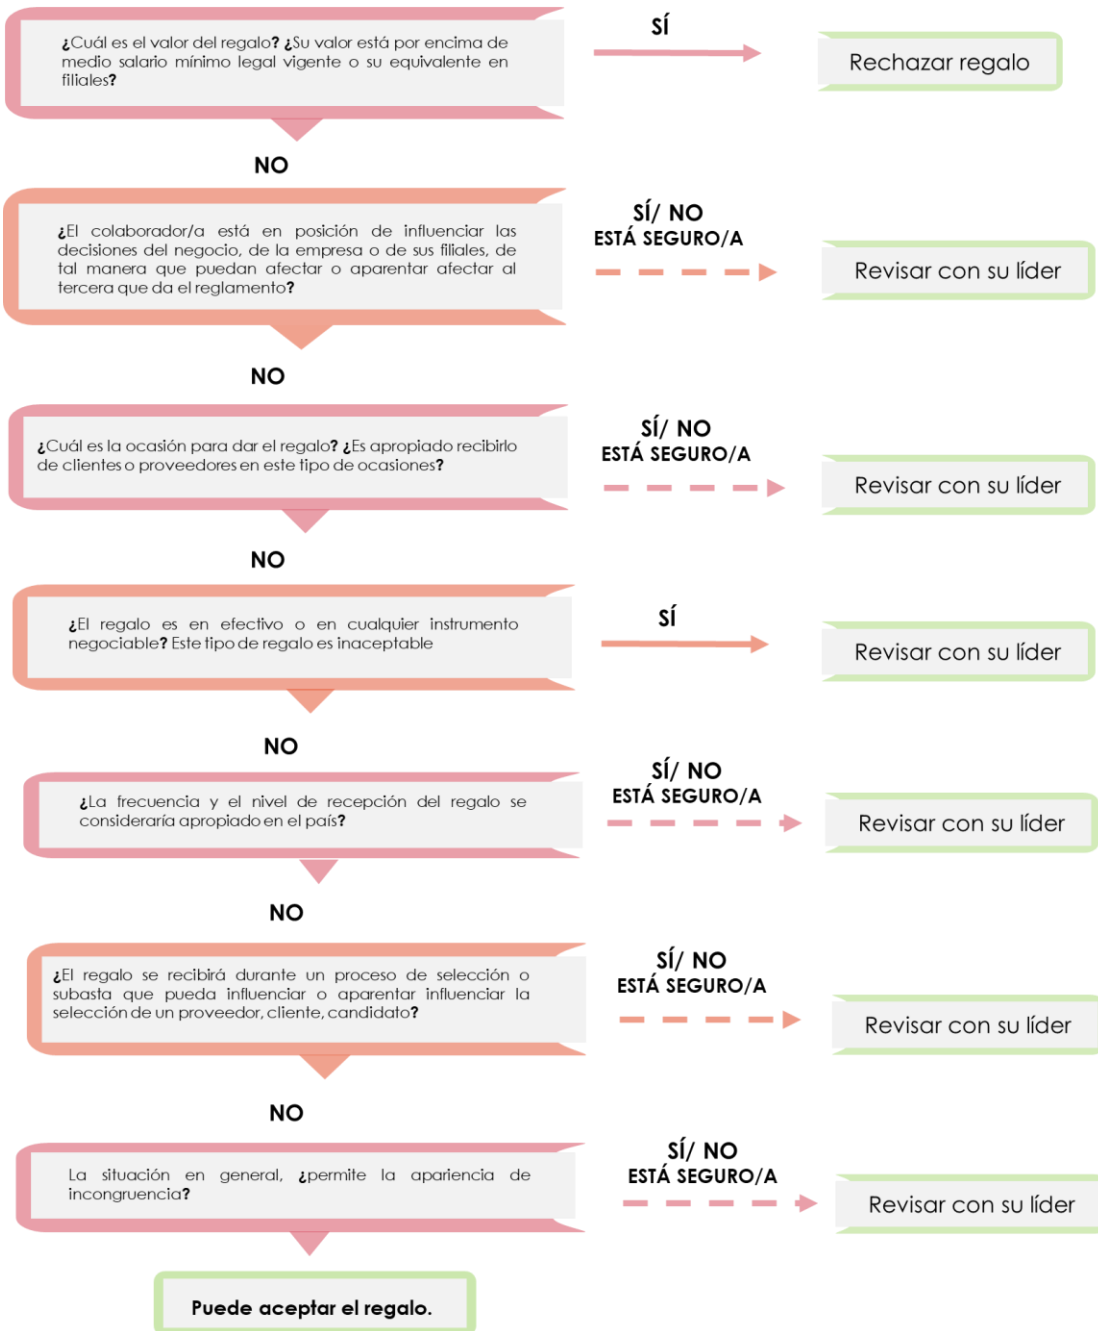 ¿Cuál es el valor del regalo? ¿Su valor está por encima de
medio salario mínimo legal vigente o su equivalente en
filiales?
SÍ
Rechazar regalo
NO
¿El colaborador/a está en posición de influenciar las
decisiones del negocio, de la empresa o de sus filiales, de
tal manera que puedan afectar o aparentar afectar al
tercera que da el reglamento?
SÍ/ NO
ESTÁ SEGURO/A
Revisar con su líder
NO
¿Cuál es la ocasión para dar el regalo? ¿Es apropiado recibirlo
de clientes o proveedores en este tipo de ocasiones?
SÍ/ NO
ESTÁ SEGURO/A
Revisar con su líder
NO
¿El regalo es en efectivo o en cualquier instrumento
negociable? Este tipo de regalo es inaceptable
SÍ
Revisar con su líder
NO
¿La frecuencia y el nivel de recepción del regalo se
consideraría apropiado en el país?
SÍ/ NO
ESTÁ SEGURO/A
Revisar con su líder
NO
¿El regalo se recibirá durante un proceso de selección o
subasta que pueda influenciar o aparentar influenciar la
selección de un proveedor, cliente, candidato?
SÍ/ NO
ESTÁ SEGURO/A
Revisar con su líder
NO
La situación en general, ¿permite la apariencia de
incongruencia?
SÍ/ NO
ESTÁ SEGURO/A
Revisar con su líder
Puede aceptar el regalo.